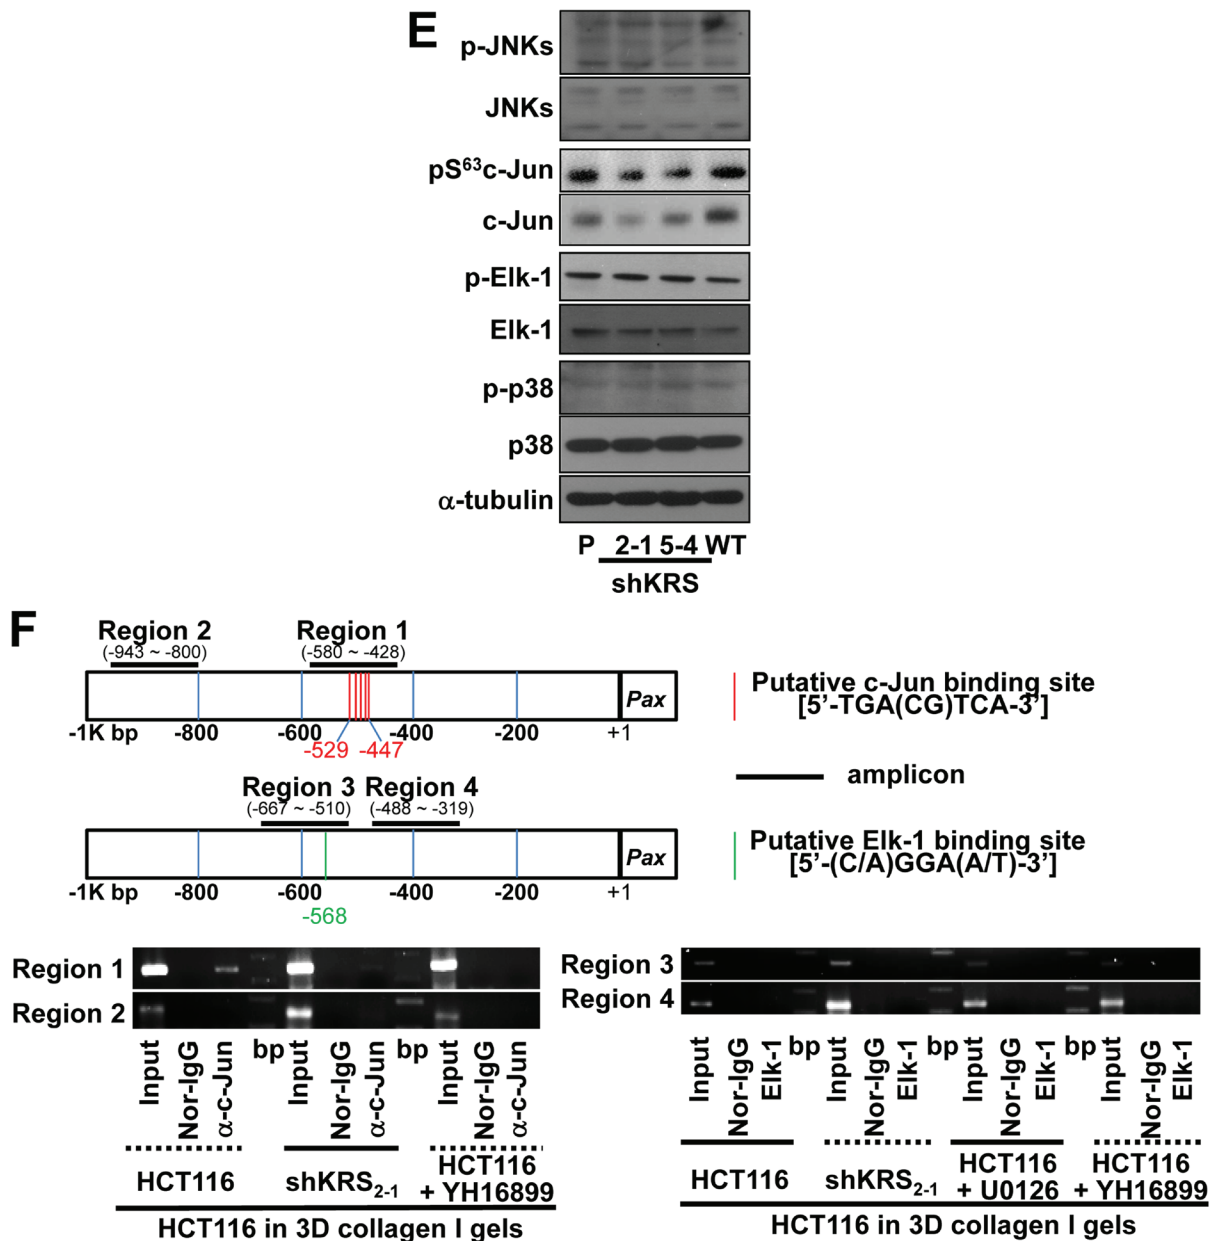 E
p-JNKs
JNKs
pS⁶³c-Jun
c-Jun
p-Elk-1
Elk-1
p-p38
p38
α-tubulin
P 2-1 5-4 WT
shKRS
F
Region 2 Region 1
(-943 ~ -800) (-580 ~ -428)
Pax
-1K bp -800 -600 -400 -200 +1
-529 -447
Putative c-Jun binding site
[5’-TGA(CG)TCA-3’]
amplicon
Region 3 Region 4
(-667 ~ -510) (-488 ~ -319)
Pax
-1K bp -800 -600 -400 -200 +1
-568
Putative Elk-1 binding site
[5’-(C/A)GGA(A/T)-3’]
Region 1
Region 2
Input Nor-IgG α-c-Jun bp Input Nor-IgG α-c-Jun bp Input Nor-IgG α-c-Jun
HCT116 shKRS₂₋₁ HCT116
+ YH16899
HCT116 in 3D collagen I gels
Region 3
Region 4
Input Nor-IgG Elk-1 bp Input Nor-IgG Elk-1 bp Input Nor-IgG Elk-1 bp Input Nor-IgG Elk-1
HCT116 shKRS₂₋₁ HCT116 HCT116
+ U0126 + YH16899
HCT116 in 3D collagen I gels